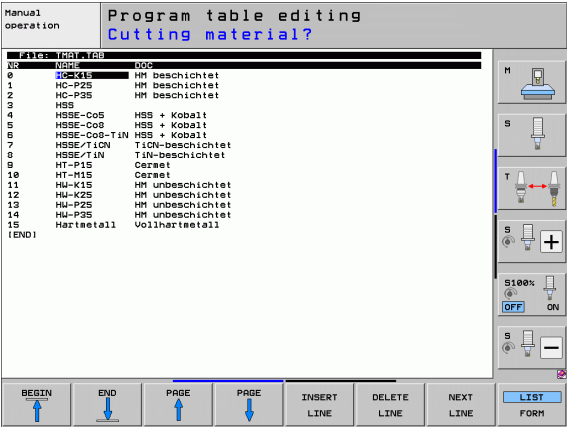 Manual
operation
Program table editing
Cutting material?
File: TMAT.TAB
NR NAME DOC
0 HC-K15 HM beschichtet
1 HC-P25 HM beschichtet
2 HC-P35 HM beschichtet
3 HSS
4 HSSE-Co5 HSS + Kobalt
5 HSSE-Co8 HSS + Kobalt
6 HSSE-Co8-TiN HSS + Kobalt
7 HSSE/TiCN TiCN-beschichtet
8 HSSE/TiN TiN-beschichtet
9 HT-P15 Cermet
10 HT-M15 Cermet
11 HW-K15 HM unbeschichtet
12 HW-K25 HM unbeschichtet
13 HW-P25 HM unbeschichtet
14 HW-P35 HM unbeschichtet
15 Hartmetall Vollhartmetall
[END]
M
S
T
S
S100%
OFF ON
S
BEGIN END PAGE PAGE INSERT DELETE NEXT LIST
LINE LINE LINE FORM